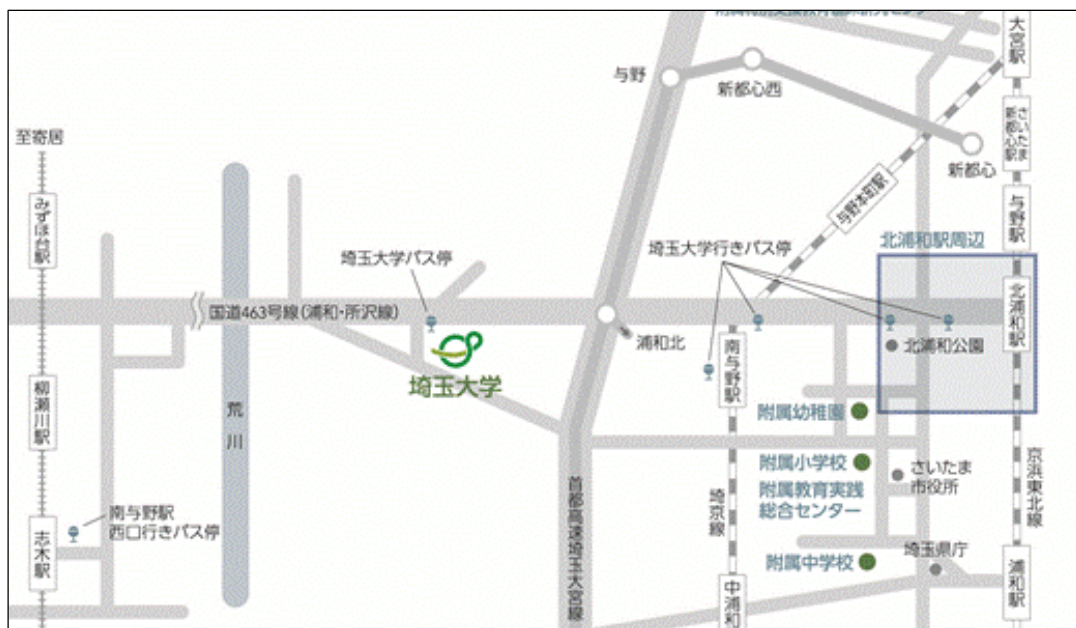 大宮駅
与野
新都心西
さいたま
新都心駅
至寄居
新都心
みずほ台駅
与野本町駅
与野駅
北浦和駅周辺
埼玉大学行きバス停
埼玉大学バス停
国道463号線(浦和・所沢線)
北浦和駅
浦和北
南与野駅
北浦和公園
埼玉大学
柳瀬川駅
荒川
附属幼稚園
附属小学校
さいたま
市役所
京浜東北線
附属教育実践
総合センター
首都高速埼玉大宮線
埼京線
南与野駅
西口行きバス停
志木駅
埼玉県庁
附属中学校
浦和駅
中浦和